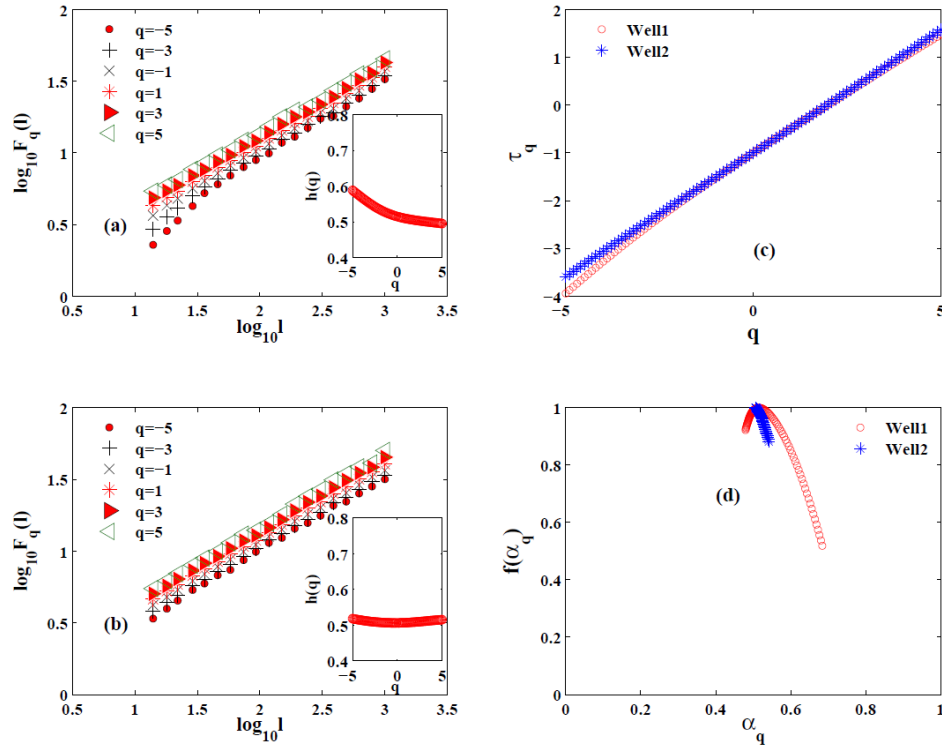 2
1.5
1
0.5
0
0.5
1
1.5
2
2.5
3
3.5
log10Fq(l)
log10l
q=−5
q=−3
q=−1
q=1
q=3
q=5
(a)
0.8
0.7
0.6
0.5
0.4
−5
0
5
h(q)
q
2
1
0
−1
−2
−3
−4
−5
0
5
τq
q
Well1
Well2
(c)
2
1.5
1
0.5
0
0.5
1
1.5
2
2.5
3
3.5
log10Fq(l)
log10l
q=−5
q=−3
q=−1
q=1
q=3
q=5
(b)
0.8
0.7
0.6
0.5
0.4
−5
0
5
h(q)
q
1
0.8
0.6
0.4
0.2
0
0
0.2
0.4
0.6
0.8
1
f(αq)
αq
Well1
Well2
(d)